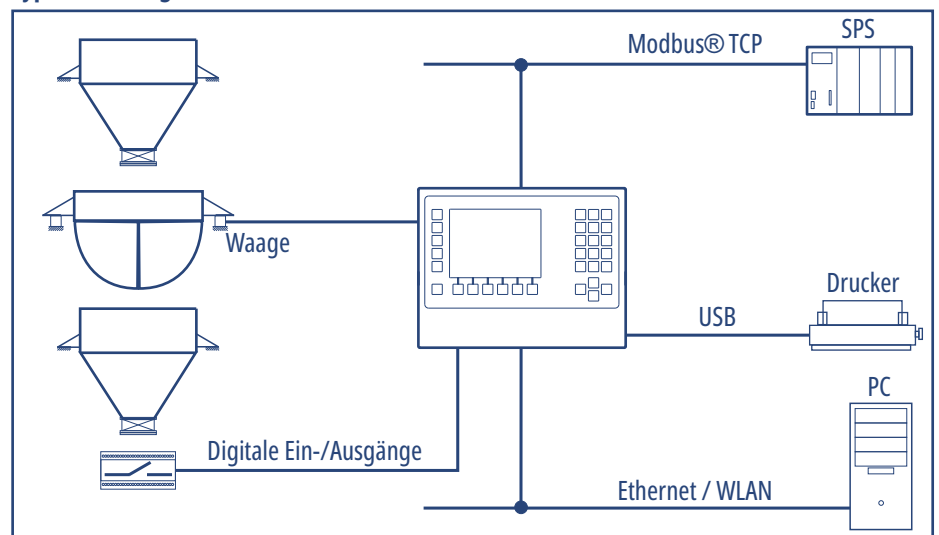 SPS
Modbus® TCP
Waage
Drucker
USB
PC
Digitale Ein-/Ausgänge
Ethernet / WLAN